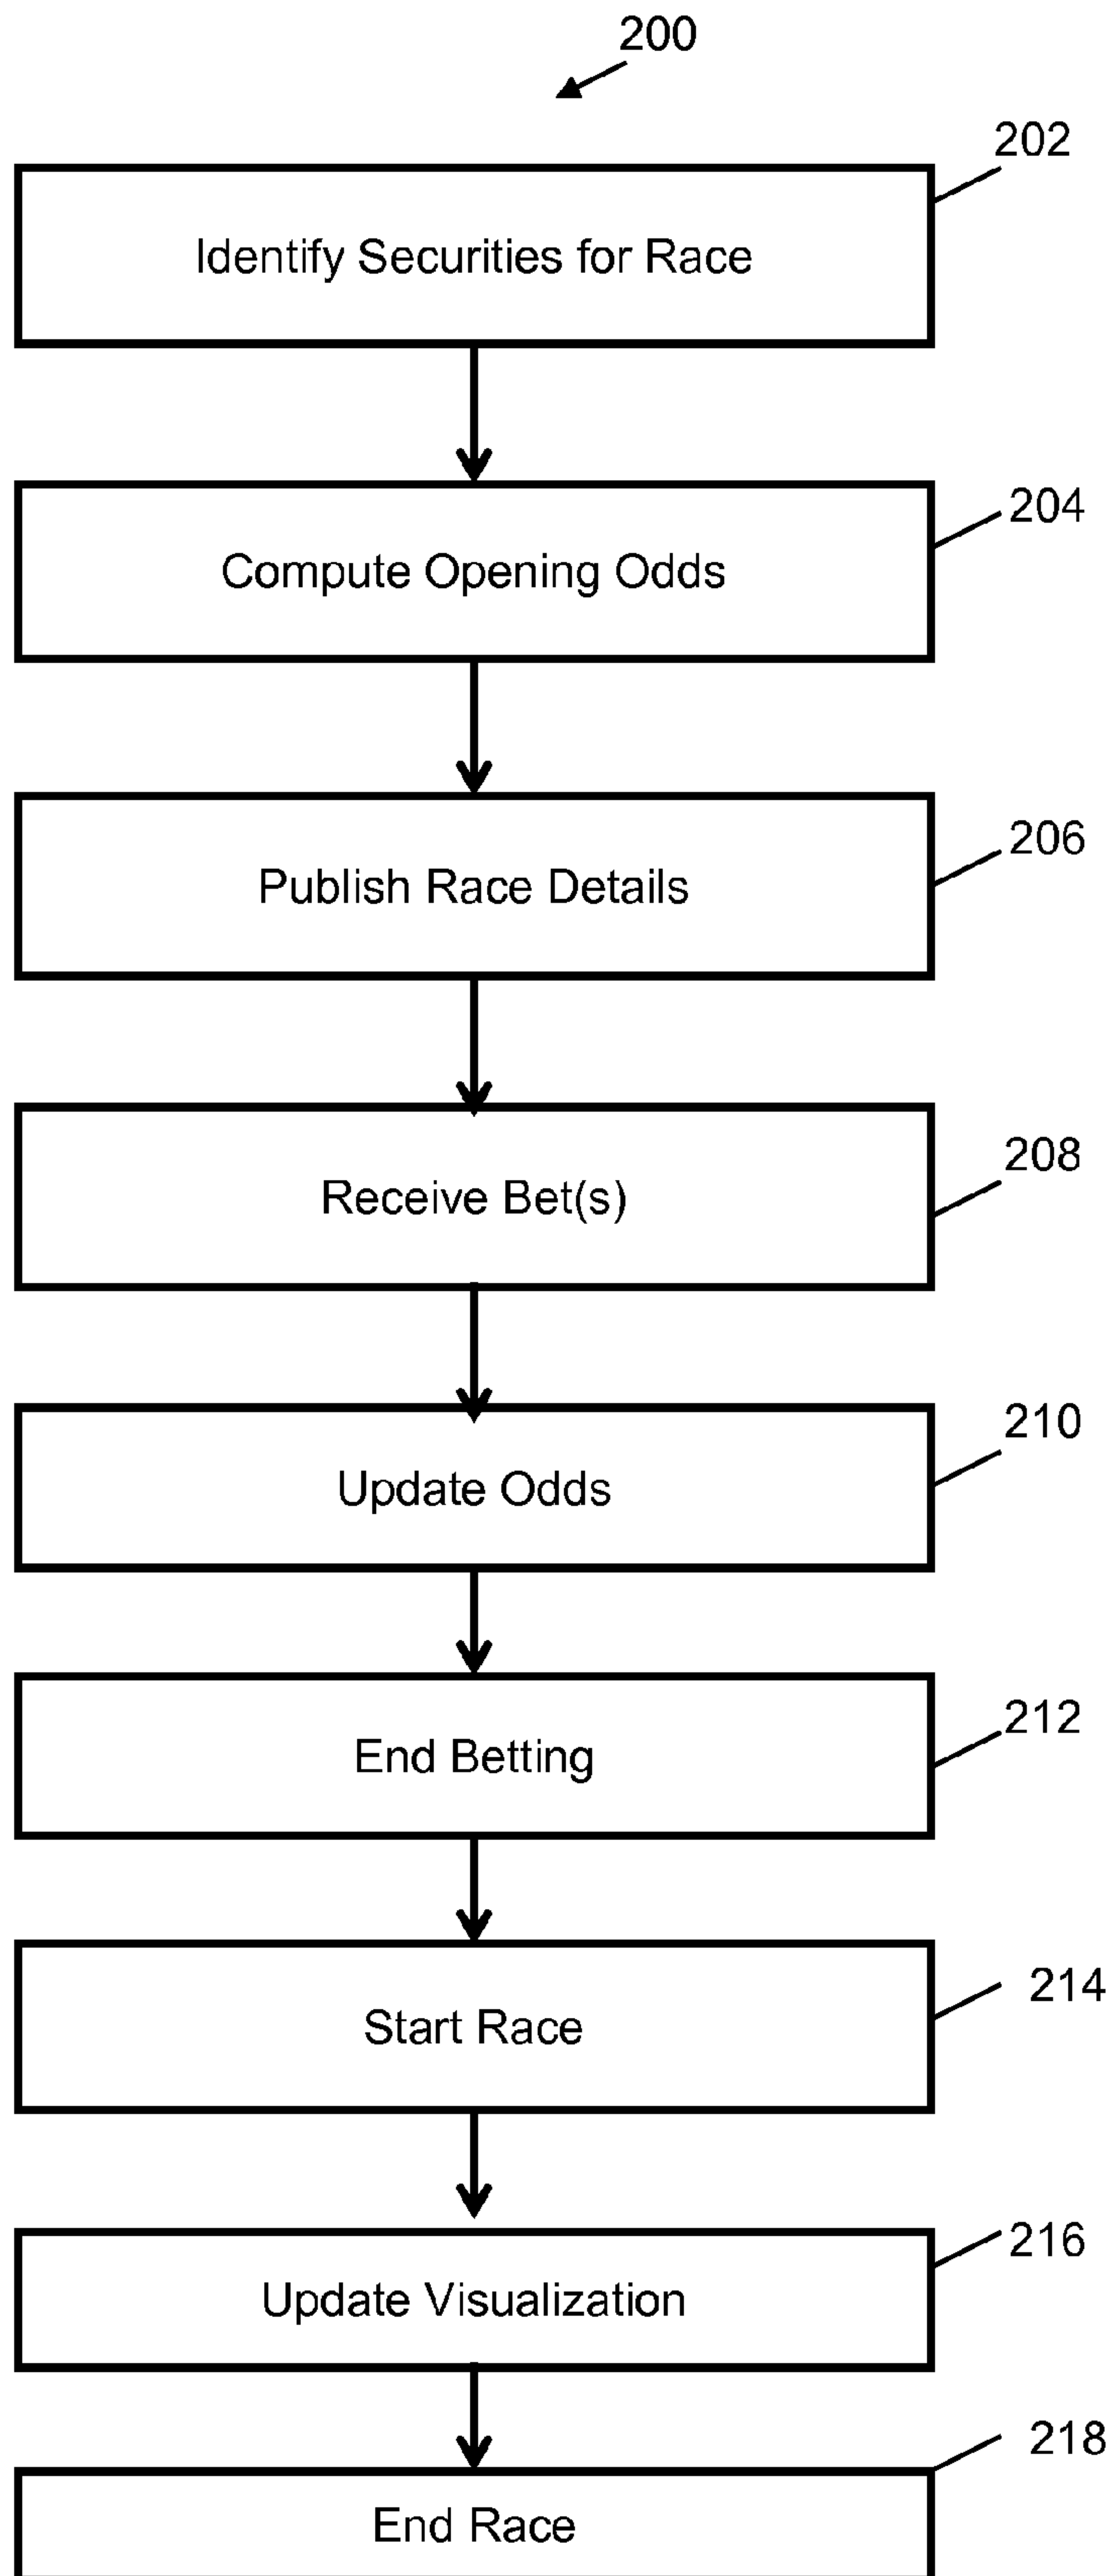 200
202
Identify Securities for Race
204
Compute Opening Odds
206
Publish Race Details
208
Receive Bet(s)
210
Update Odds
212
End Betting
214
Start Race
216
Update Visualization
218
End Race